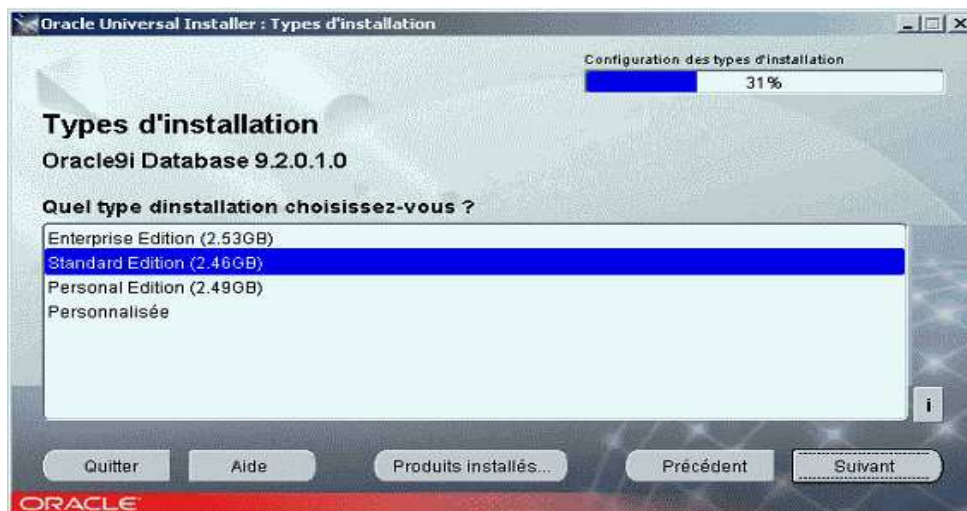 Oracle Universal Installer : Types d'installation
Configuration des types d'installation
31%
Types d'installation
Oracle9i Database 9.2.0.1.0
Quel type dinstallation choisissez-vous ?
Enterprise Edition (2.53GB)
Standard Edition (2.46GB)
Personal Edition (2.49GB)
Personnalisée
i
Quitter Aide Produits installés... Précédent Suivant
ORACLE